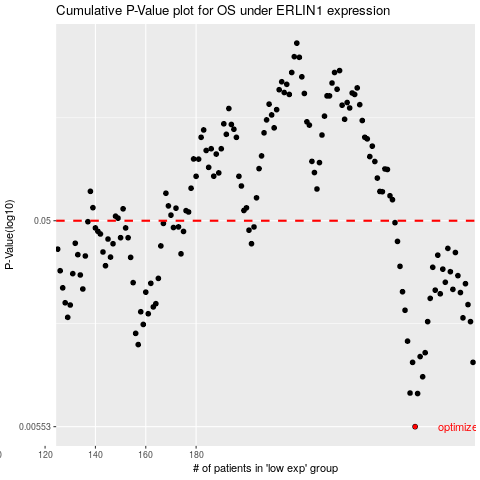 Cumulative P-Value plot for OS under ERLIN1 expression
P-Value(log10)
0.05
0.00553
optimize
0 120 140 160 180
# of patients in 'low exp' group